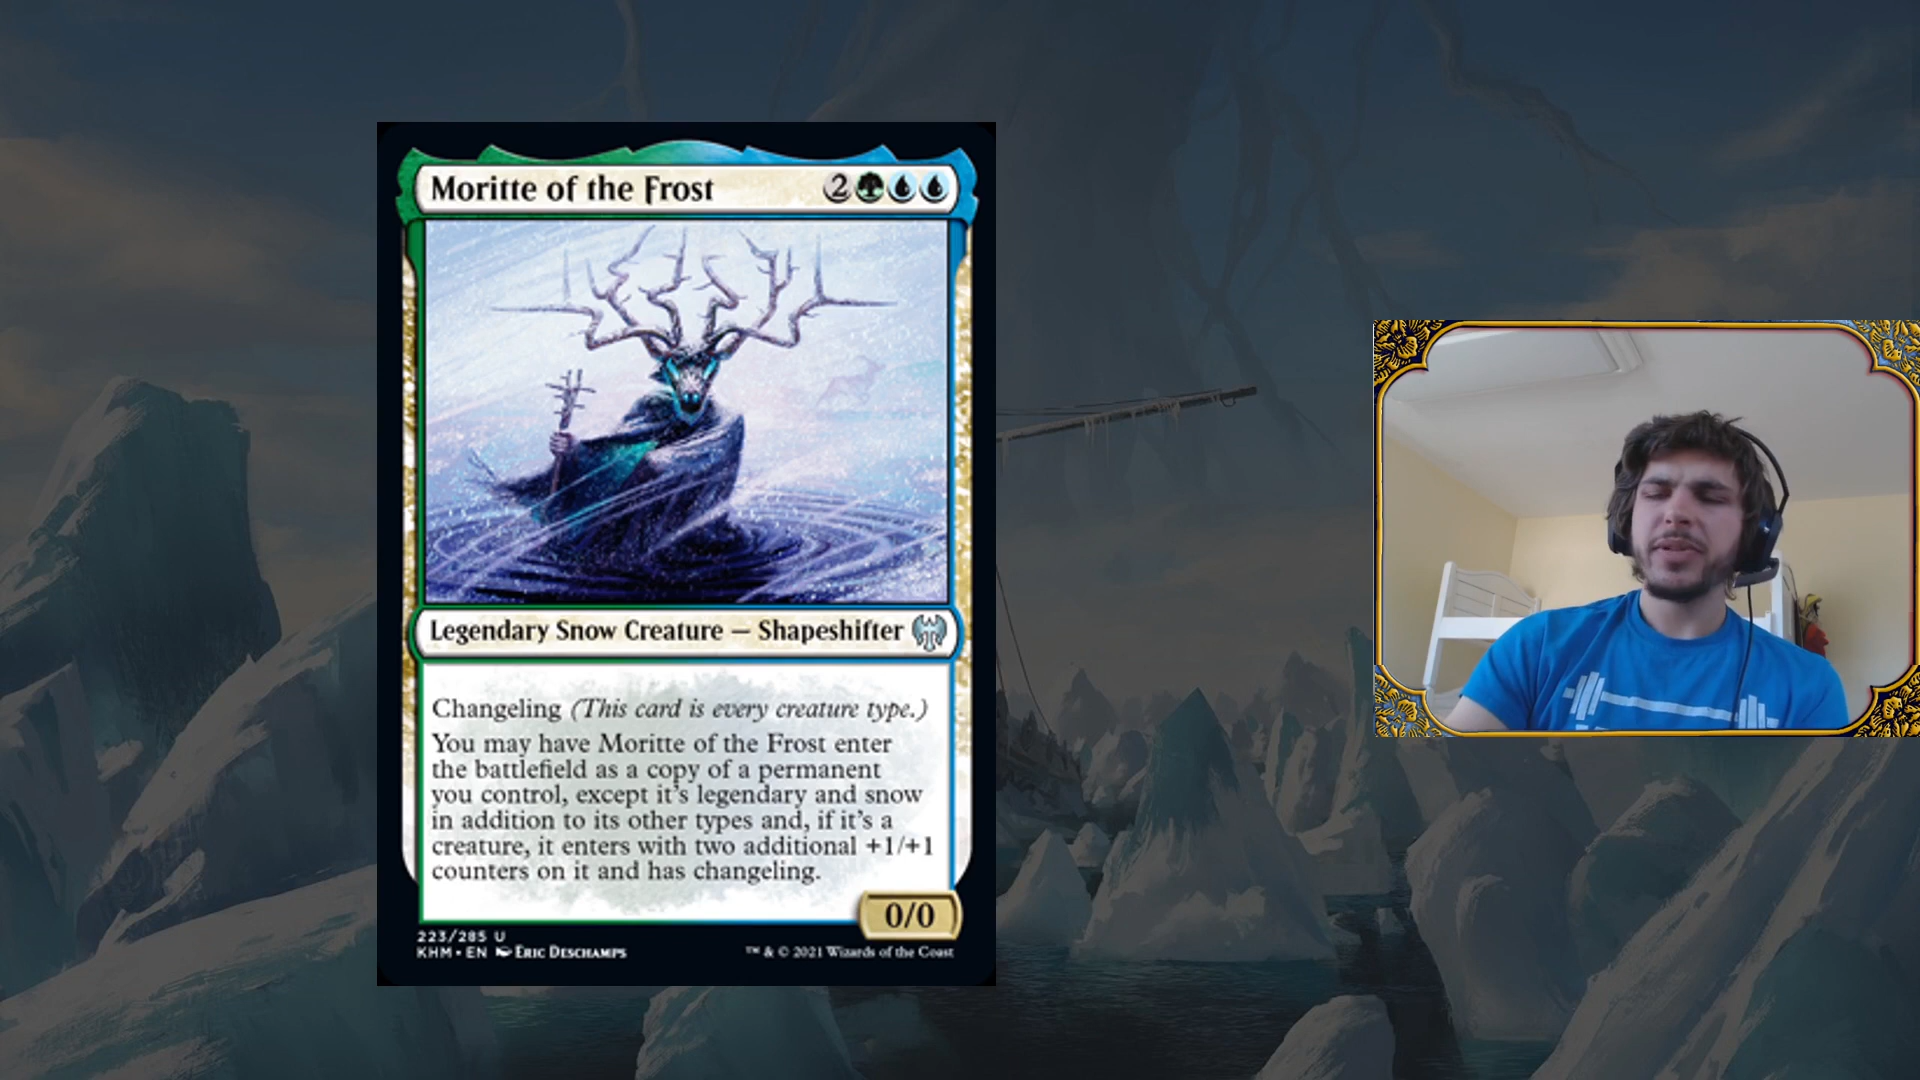 Moritte of the Frost 2
Legendary Snow Creature — Shapeshifter
Changeling (This card is every creature type.)
You may have Moritte of the Frost enter
the battlefield as a copy of a permanent
you control, except it's legendary and snow
in addition to its other types and, if it's a
creature, it enters with two additional +1/+1
counters on it and has changeling.
0/0
223/285 U
KHM • EN Eric Deschamps ™ & © 2021 Wizards of the Coast